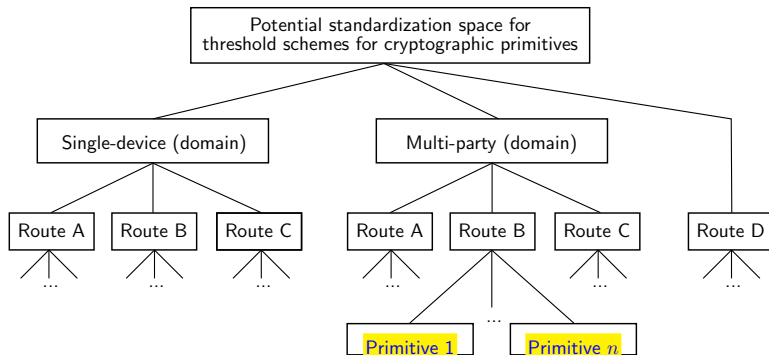 Potential standardization space for
threshold schemes for cryptographic primitives
Single-device (domain)
Multi-party (domain)
Route A
Route B
Route C
Route A
Route B
Route C
Route D
...
...
...
...
...
...
...
Primitive 1
Primitive n